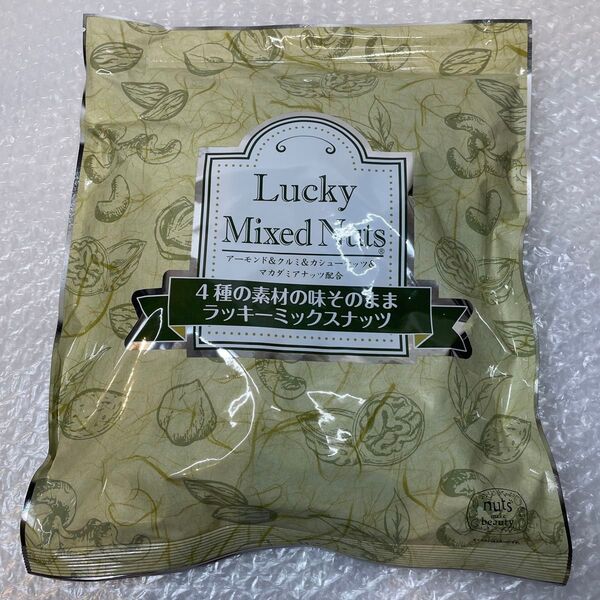 Lucky
Mixed Nuts®
アーモンド&クルミ&カシューナッツ&
マカダミアナッツ配合
4種の素材の味そのまま
ラッキーミックスナッツ
nuts
make
beauty